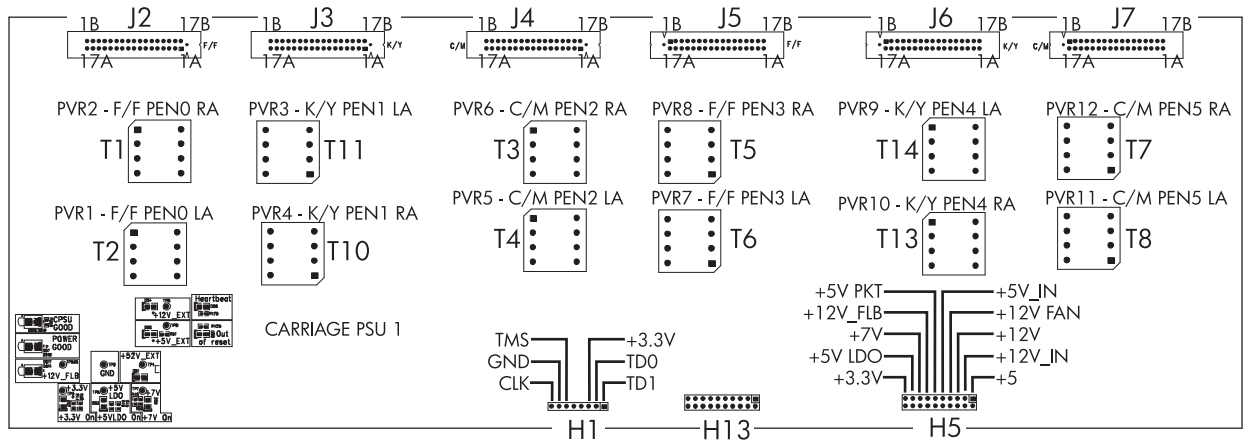 J2 J3 J4 J5 J6 J7
1B 17B 1B 17B 1B 17B 1B 17B 1B 17B 1B 17B
F/F K/Y C/M F/F K/Y C/M
17A 1A 17A 1A 17A 1A 17A 1A 17A 1A 17A 1A
PVR2 - F/F PEN0 RA PVR3 - K/Y PEN1 LA PVR6 - C/M PEN2 RA PVR8 - F/F PEN3 RA PVR9 - K/Y PEN4 LA PVR12 - C/M PEN5 RA
T1 T11 T3 T5 T14 T7
PVR1 - F/F PEN0 LA PVR4 - K/Y PEN1 RA PVR5 - C/M PEN2 LA PVR7 - F/F PEN3 LA PVR10 - K/Y PEN4 RA PVR11 - C/M PEN5 LA
T2 T10 T4 T6 T13 T8
Heartbeat
+12V_EXT
Out
of reset
+5V_EXT
CPSU
GOOD
POWER
GOOD
+12V_FLB
GND
+52V_EXT
+3.3V
+5V
LDO
+7V
+3.3V On
+5VLDO On
+7V On
CARRIAGE PSU 1
TMS +3.3V
GND TD0
CLK TD1
H1
H13
+5V PKT +5V_IN
+12V_FLB +12V FAN
+7V +12V
+5V LDO +12V_IN
+3.3V +5
H5